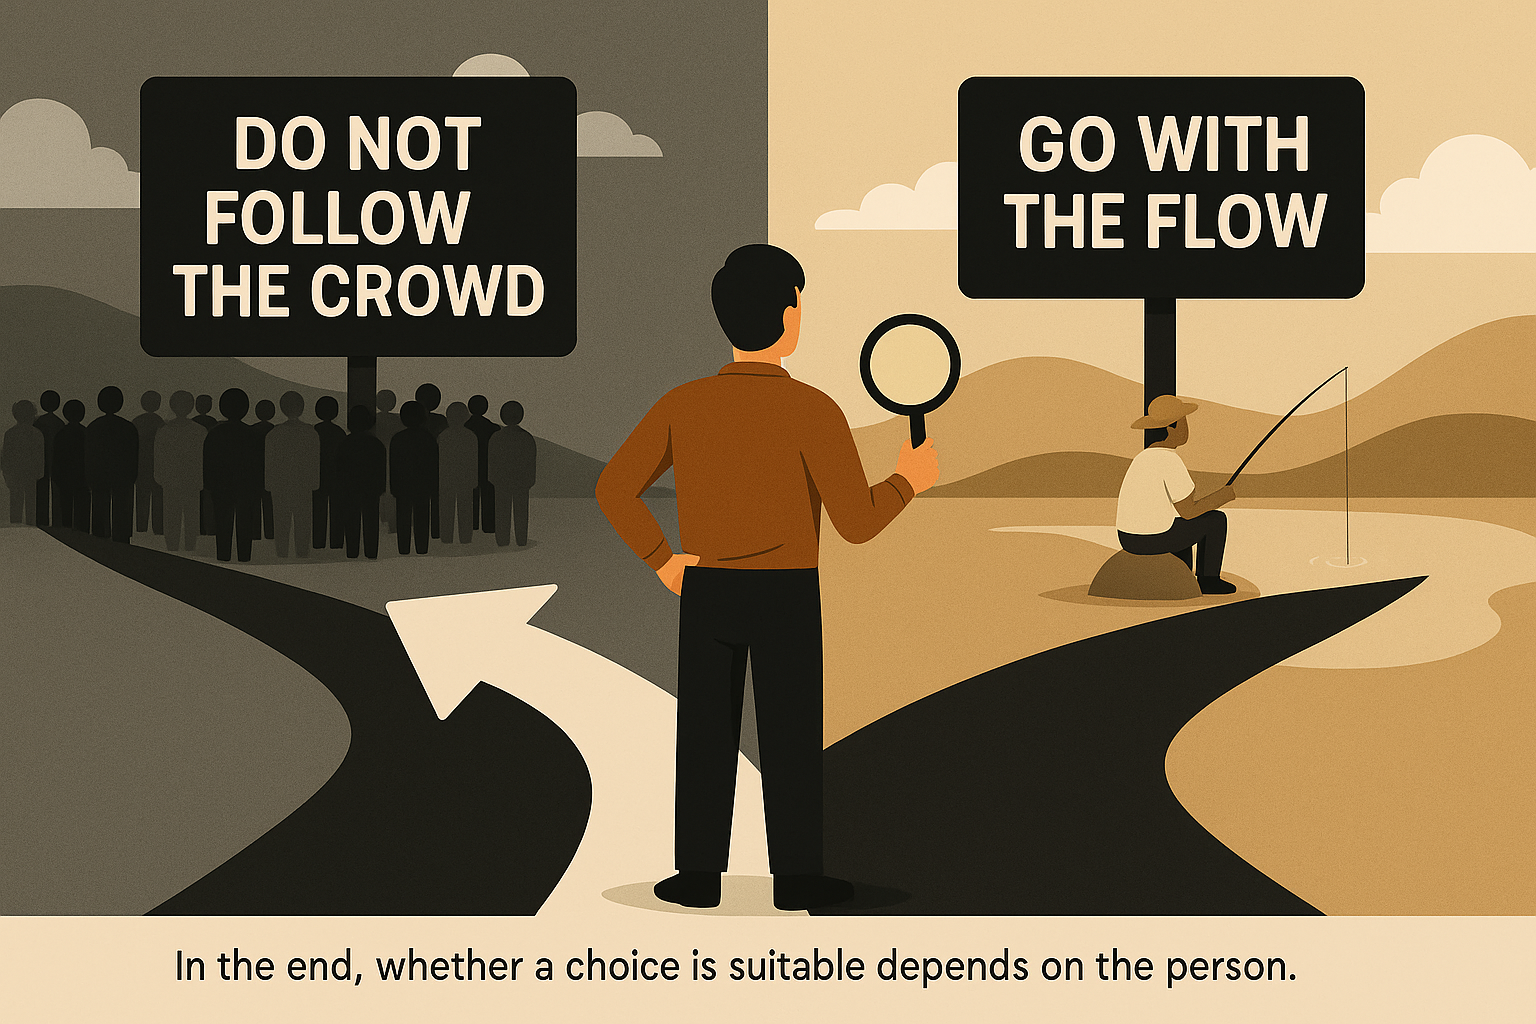 DO NOT
FOLLOW
THE CROWD
GO WITH
THE FLOW
In the end, whether a choice is suitable depends on the person.